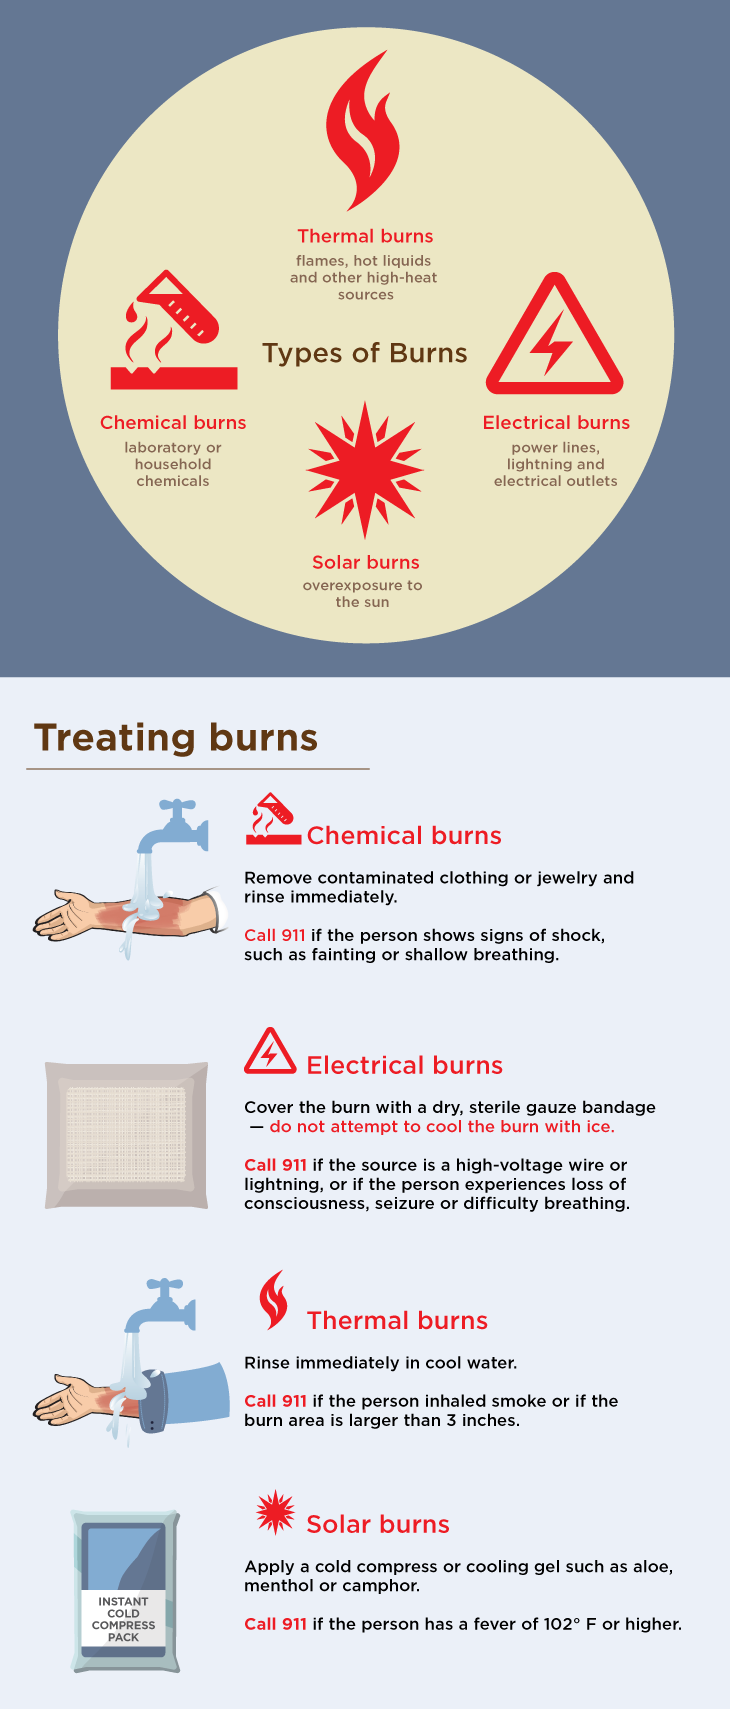 Thermal burns
flames, hot liquids
and other high-heat
sources
Types of Burns
Chemical burns
laboratory or
household
chemicals
Electrical burns
power lines,
lightning and
electrical outlets
Solar burns
overexposure to
the sun
Treating burns
Chemical burns
Remove contaminated clothing or jewelry and
rinse immediately.
Call 911 if the person shows signs of shock,
such as fainting or shallow breathing.
Electrical burns
Cover the burn with a dry, sterile gauze bandage
— do not attempt to cool the burn with ice.
Call 911 if the source is a high-voltage wire or
lightning, or if the person experiences loss of
consciousness, seizure or difficulty breathing.
Thermal burns
Rinse immediately in cool water.
Call 911 if the person inhaled smoke or if the
burn area is larger than 3 inches.
Solar burns
Apply a cold compress or cooling gel such as aloe,
menthol or camphor.
Call 911 if the person has a fever of 102° F or higher.
INSTANT
COLD
COMPRESS
PACK